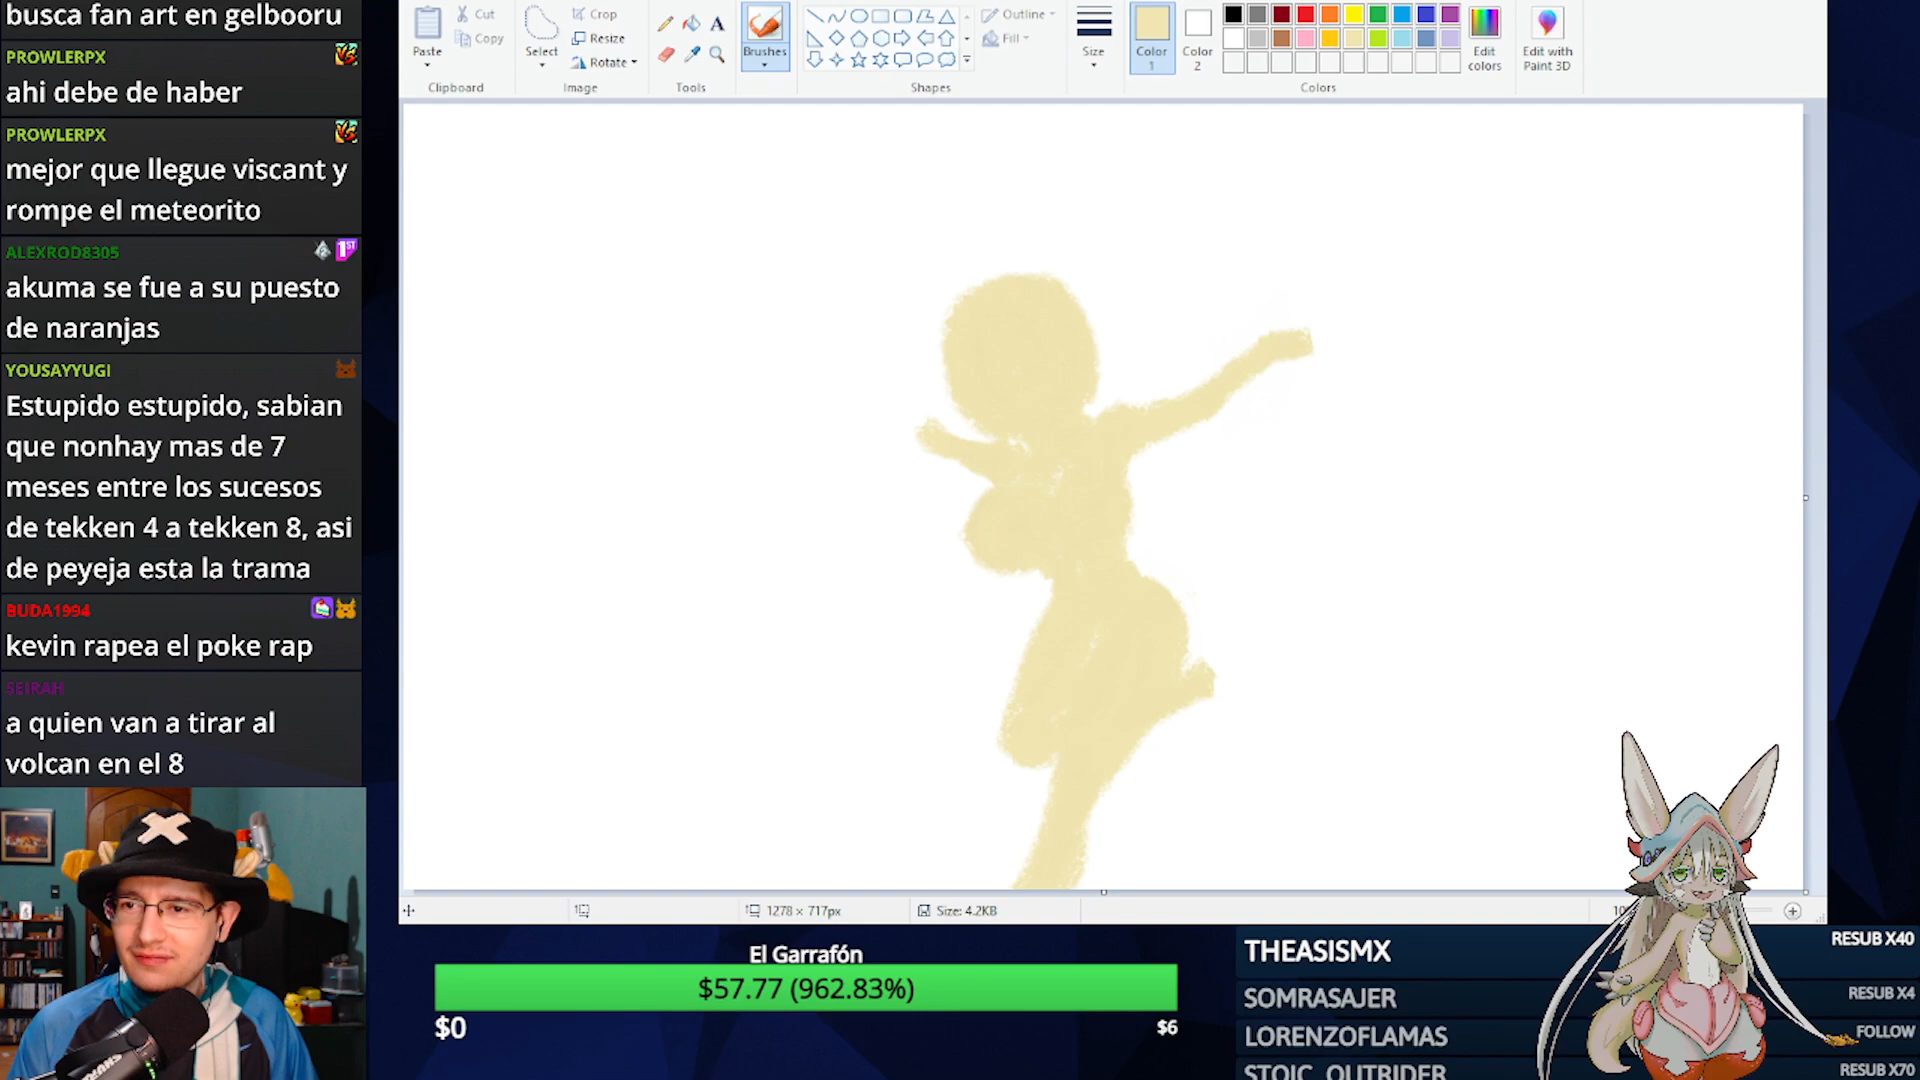 busca fan art en gelbooru
PROWLERPX
ahi debe de haber
PROWLERPX
mejor que llegue viscant y
rompe el meteorito
ALEXROD8305
1ST
akuma se fue a su puesto
de naranjas
YOUSAYYUGI
Estupido estupido, sabian
que nonhay mas de 7
meses entre los sucesos
de tekken 4 a tekken 8, asi
de peyeja esta la trama
BUDA1994
kevin rapea el poke rap
SEIRAH
a quien van a tirar al
volcan en el 8
Paste
Cut
Copy
Clipboard
Select
Crop
Resize
Rotate
Image
A
Tools
Brushes
Shapes
Outline
Fill
Size
Color
1
Color
2
Edit
colors
Colors
Edit with
Paint 3D
1278 × 717px
Size: 4.2KB
El Garrafón
$57.77 (962.83%)
$0
$6
THEASISMX
RESUB X40
SOMRASAJER
RESUB X4
LORENZOFLAMAS
FOLLOW
STOIC_OUTRIDER
RESUB X70